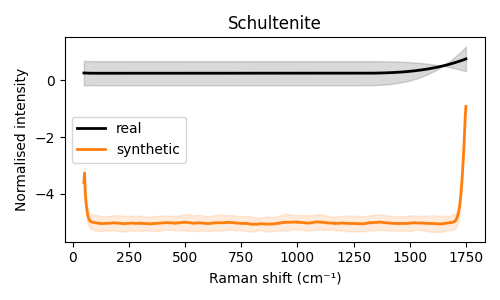 Schultenite
Normalised intensity
0
−2
−4
real
synthetic
0 250 500 750 1000 1250 1500 1750
Raman shift (cm⁻¹)